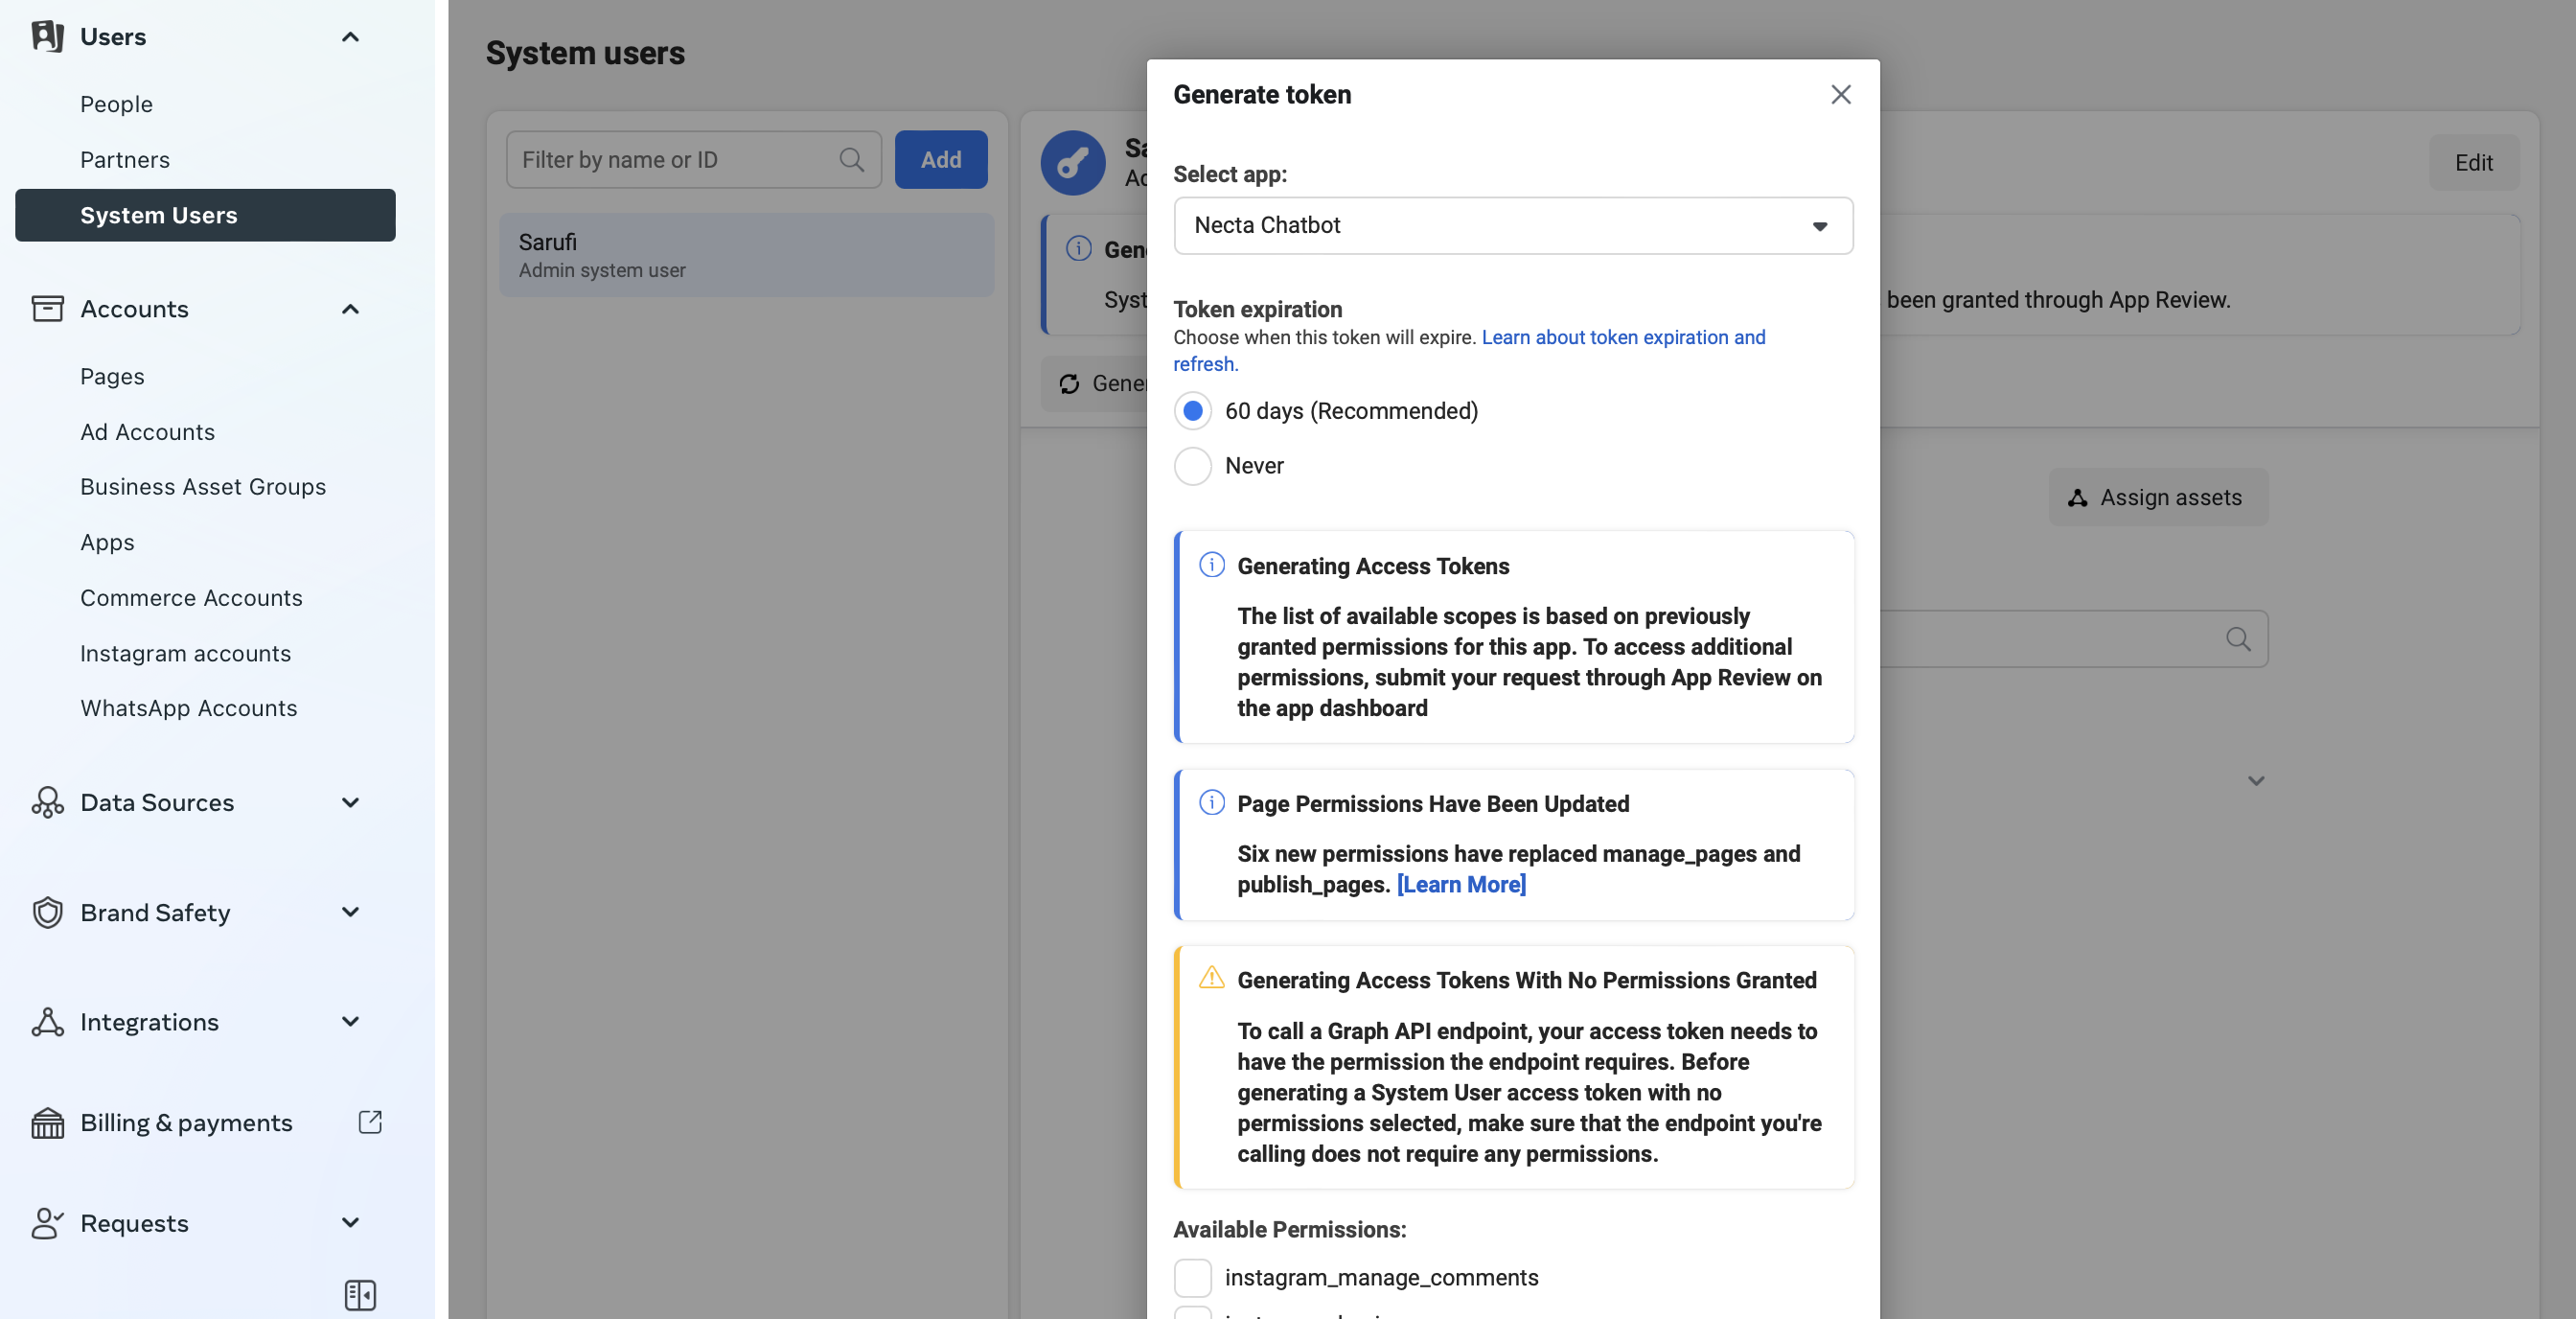 Users
People
Partners
System Users
Accounts
Pages
Ad Accounts
Business Asset Groups
Apps
Commerce Accounts
Instagram accounts
WhatsApp Accounts
Data Sources
Brand Safety
Integrations
Billing & payments
Requests
System users
Filter by name or ID
Add
Sarufi
Admin system user
Edit
been granted through App Review.
Assign assets
Generate token
Select app:
Necta Chatbot
Token expiration
Choose when this token will expire. Learn about token expiration and
refresh.
60 days (Recommended)
Never
Generating Access Tokens
The list of available scopes is based on previously
granted permissions for this app. To access additional
permissions, submit your request through App Review on
the app dashboard
Page Permissions Have Been Updated
Six new permissions have replaced manage_pages and
publish_pages. [Learn More]
Generating Access Tokens With No Permissions Granted
To call a Graph API endpoint, your access token needs to
have the permission the endpoint requires. Before
generating a System User access token with no
permissions selected, make sure that the endpoint you're
calling does not require any permissions.
Available Permissions:
instagram_manage_comments